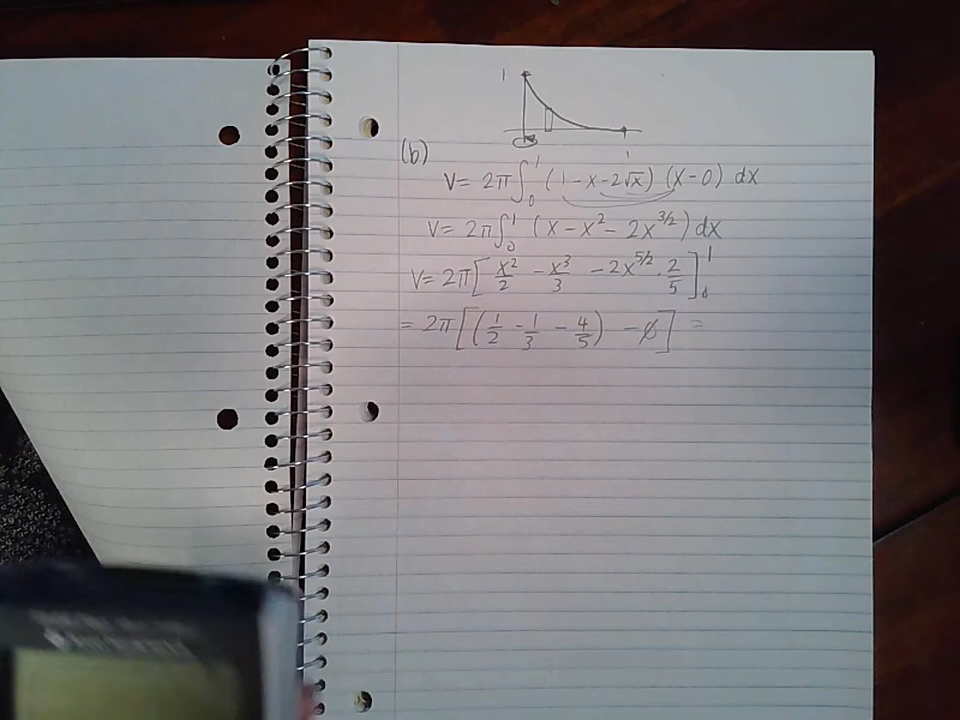 1
1
(b)
V = 2π ∫₀¹ (1 - x - 2√x) (x - 0) dx
V = 2π ∫₀¹ (x - x² - 2x^{3/2}) dx
V = 2π [ x²/2 - x³/3 - 2x^{5/2} · 2/5 ]₀¹
= 2π [ (1/2 - 1/3 - 4/5) - 0 ] =